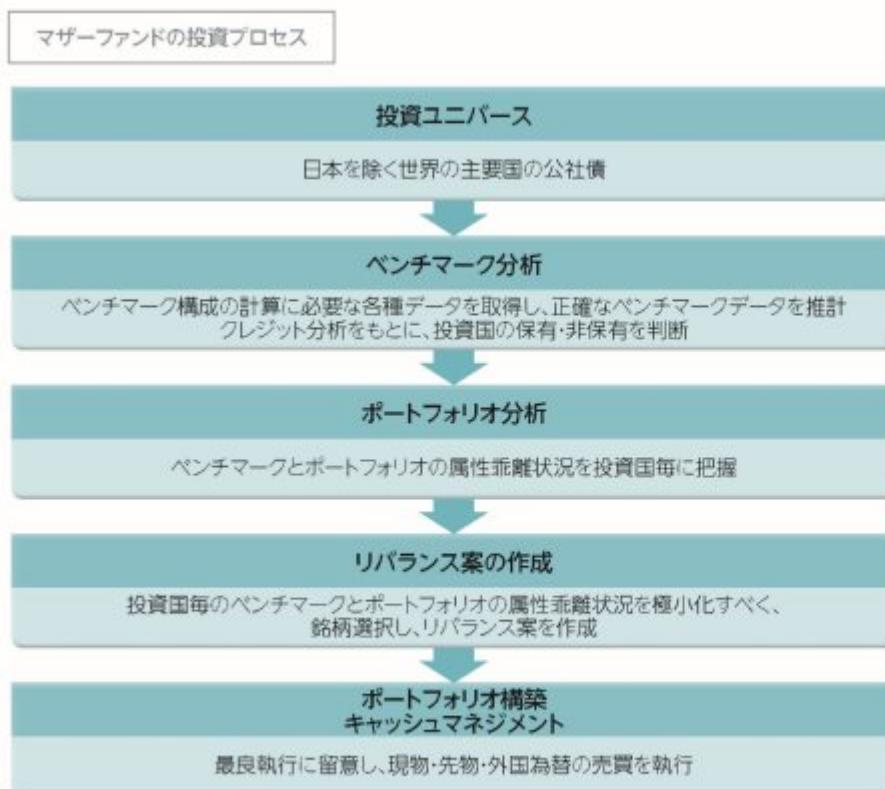 マザーファンドの投資プロセス
投資ユニバース
日本を除く世界の主要国の公社債
ベンチマーク分析
ベンチマーク構成の計算に必要な各種データを取得し、正確なベンチマークデータを推計
クレジット分析をもとに、投資国の保有・非保有を判断
ポートフォリオ分析
ベンチマークとポートフォリオの属性乖離状況を投資国毎に把握
リバランス案の作成
投資国毎のベンチマークとポートフォリオの属性乖離状況を極小化すべく、
銘柄選択し、リバランス案を作成
ポートフォリオ構築
キャッシュマネジメント
最良執行に留意し、現物・先物・外国為替の売買を執行